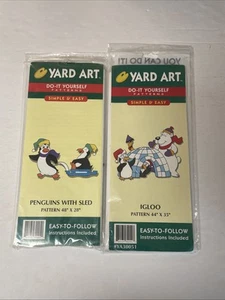 YARD ART
DO-IT YOURSELF
PATTERNS
SIMPLE & EASY
PENGUINS WITH SLED
PATTERN 48" X 28"
EASY-TO-FOLLOW
Instructions Included
YOU CAN DO IT!
YARD ART
DO-IT YOURSELF
PATTERNS
SIMPLE & EASY
IGLOO
PATTERN 44" X 55"
EASY-TO-FOLLOW
Instructions Included